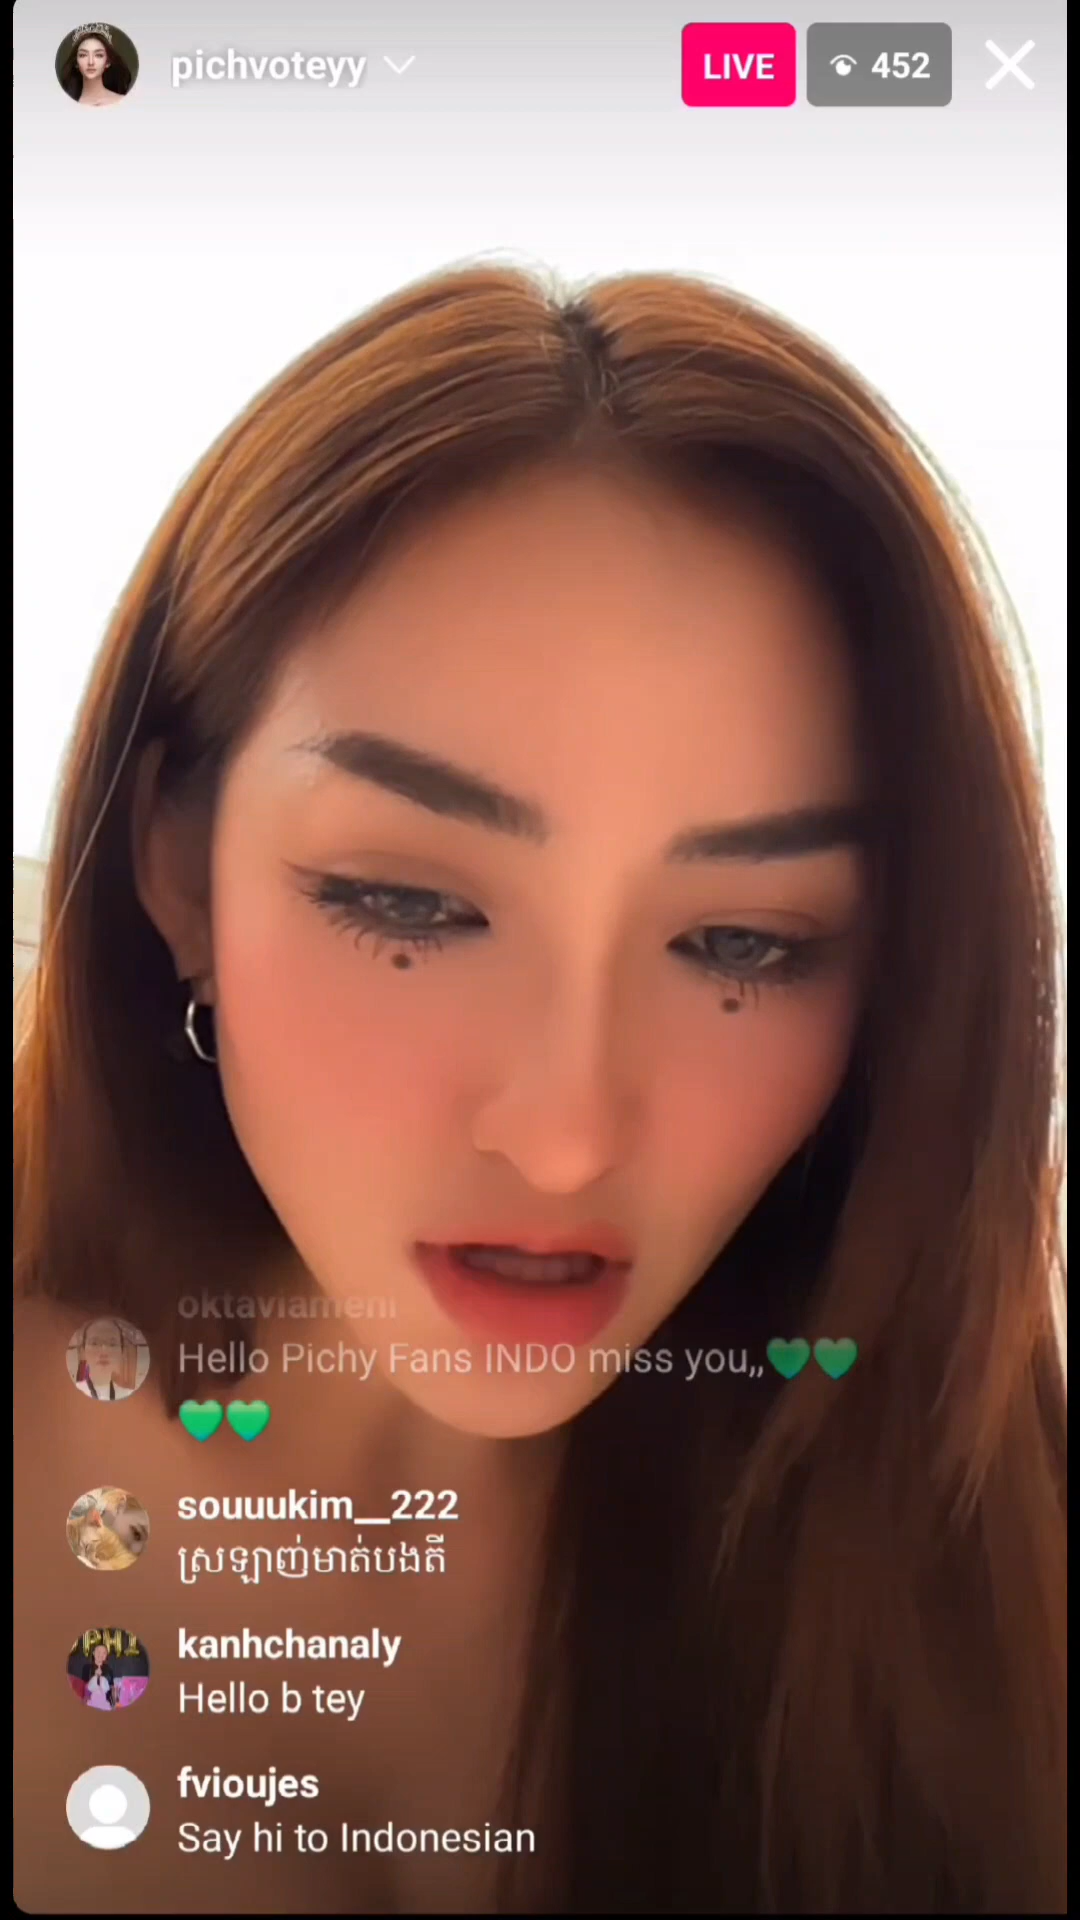 pichvoteyy
LIVE
452
oktaviameni
Hello Pichy Fans INDO miss you,,💚💚
💚💚
souuukim__222
ស្រឡាញ់មាត់បងតី
kanhchanaly
Hello b tey
fvioujes
Say hi to Indonesian